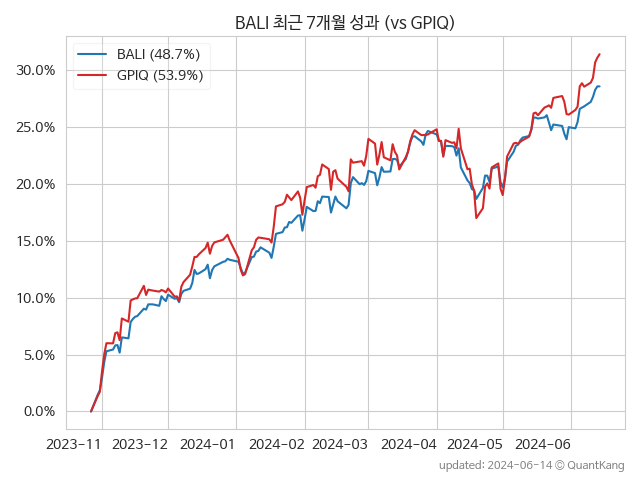 BALI 최근 7개월 성과 (vs GPIQ)
BALI (48.7%)
GPIQ (53.9%)
30.0%
25.0%
20.0%
15.0%
10.0%
5.0%
0.0%
2023-11 2023-12 2024-01 2024-02 2024-03 2024-04 2024-05 2024-06
updated: 2024-06-14 © QuantKang